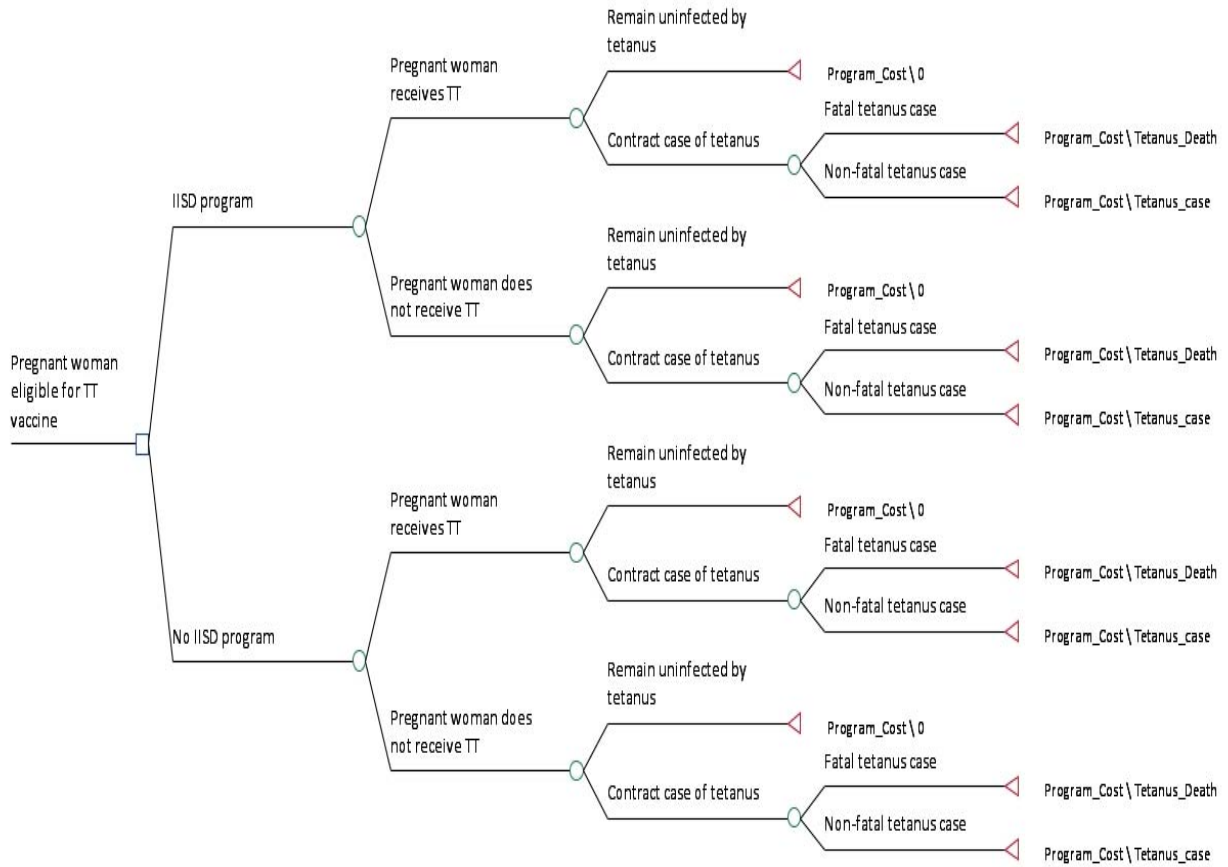 Remain uninfected by
tetanus
Program_Cost \ 0
Pregnant woman
receives TT
Fatal tetanus case
Program_Cost \ Tetanus_Death
Contract case of tetanus
Non-fatal tetanus case
Program_Cost \ Tetanus_case
IISD program
Remain uninfected by
tetanus
Program_Cost \ 0
Pregnant woman does
not receive TT
Fatal tetanus case
Program_Cost \ Tetanus_Death
Contract case of tetanus
Non-fatal tetanus case
Program_Cost \ Tetanus_case
Pregnant woman
eligible for TT
vaccine
Remain uninfected by
tetanus
Program_Cost \ 0
Pregnant woman
receives TT
Fatal tetanus case
Program_Cost \ Tetanus_Death
Contract case of tetanus
Non-fatal tetanus case
Program_Cost \ Tetanus_case
No IISD program
Remain uninfected by
tetanus
Program_Cost \ 0
Pregnant woman does
not receive TT
Fatal tetanus case
Program_Cost \ Tetanus_Death
Contract case of tetanus
Non-fatal tetanus case
Program_Cost \ Tetanus_case